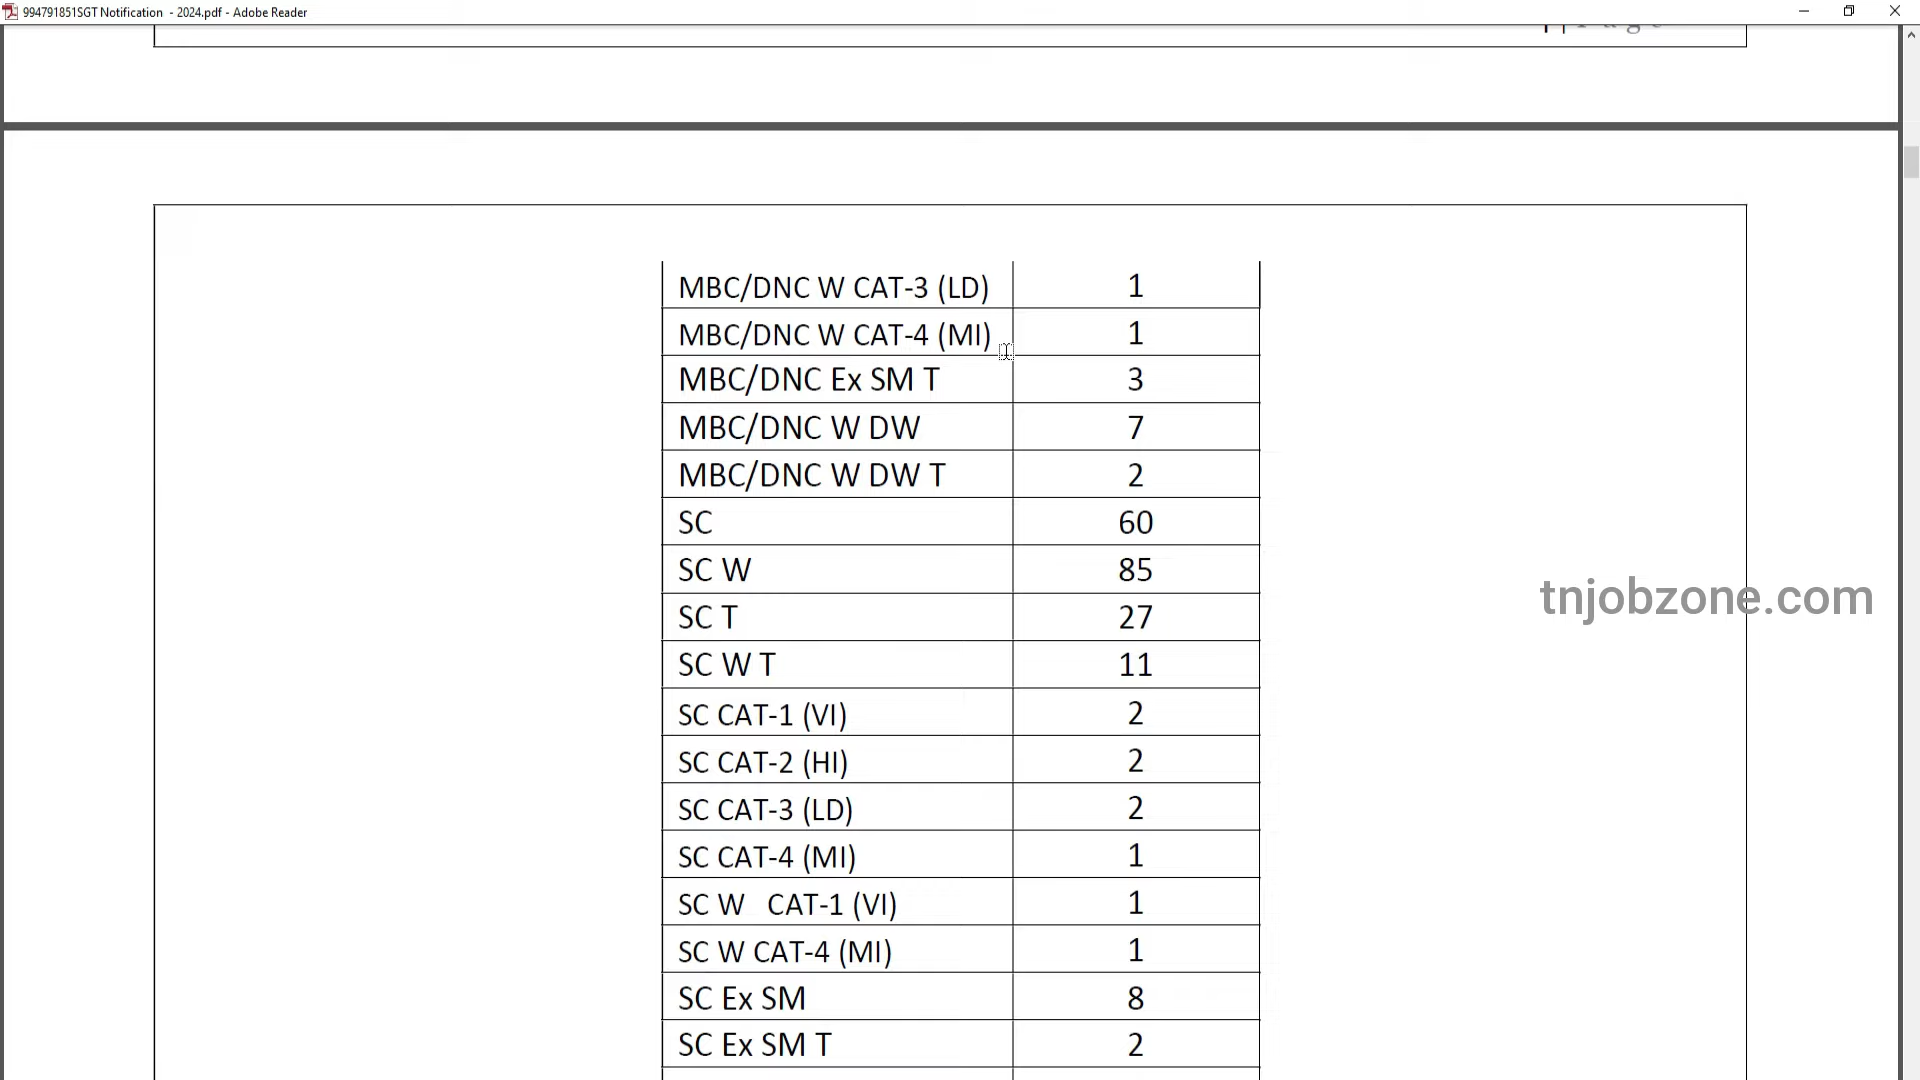 994791851SGT Notification  - 2024.pdf - Adobe Reader
MBC/DNC W CAT-3 (LD) 1
MBC/DNC W CAT-4 (MI) 1
MBC/DNC Ex SM T 3
MBC/DNC W DW 7
MBC/DNC W DW T 2
SC 60
SC W 85
SC T 27
SC W T 11
SC CAT-1 (VI) 2
SC CAT-2 (HI) 2
SC CAT-3 (LD) 2
SC CAT-4 (MI) 1
SC W   CAT-1 (VI) 1
SC W CAT-4 (MI) 1
SC Ex SM 8
SC Ex SM T 2
tnjobzone.com